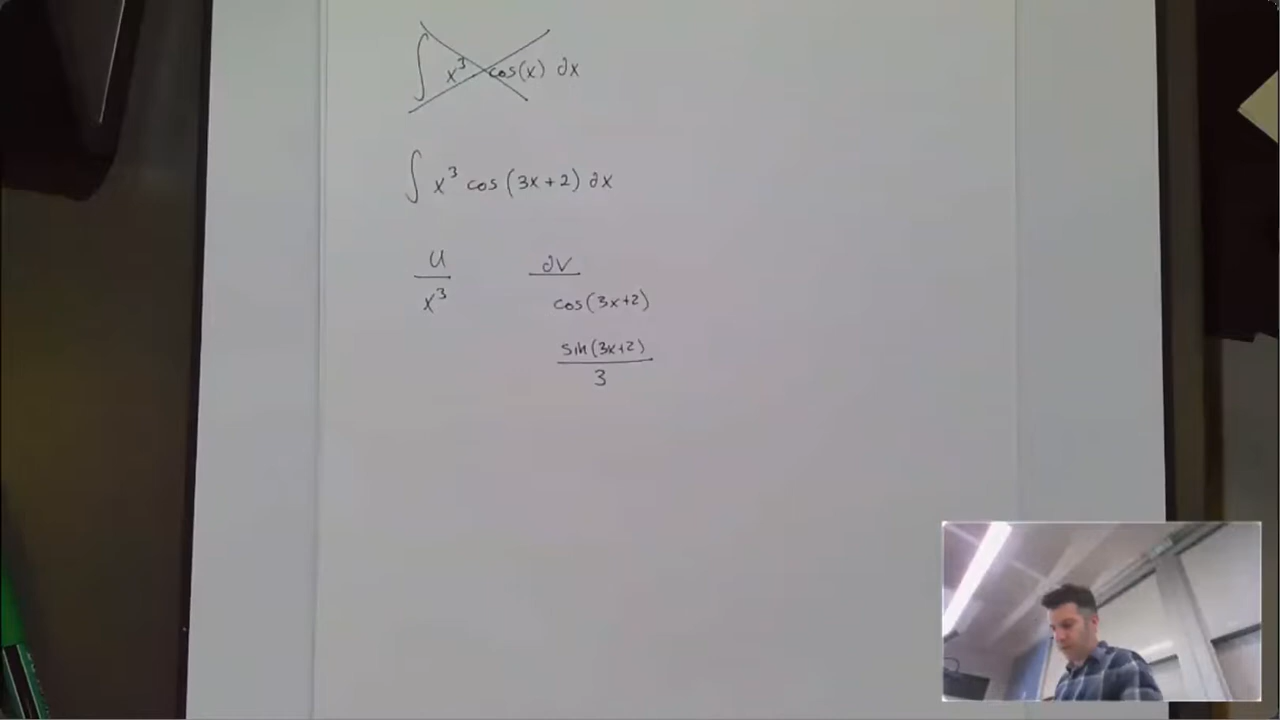 ∫ x³ cos(x) ∂x
∫ x³ cos(3x+2) ∂x
u ∂v
x³ cos(3x+2)
sin(3x+2)
3